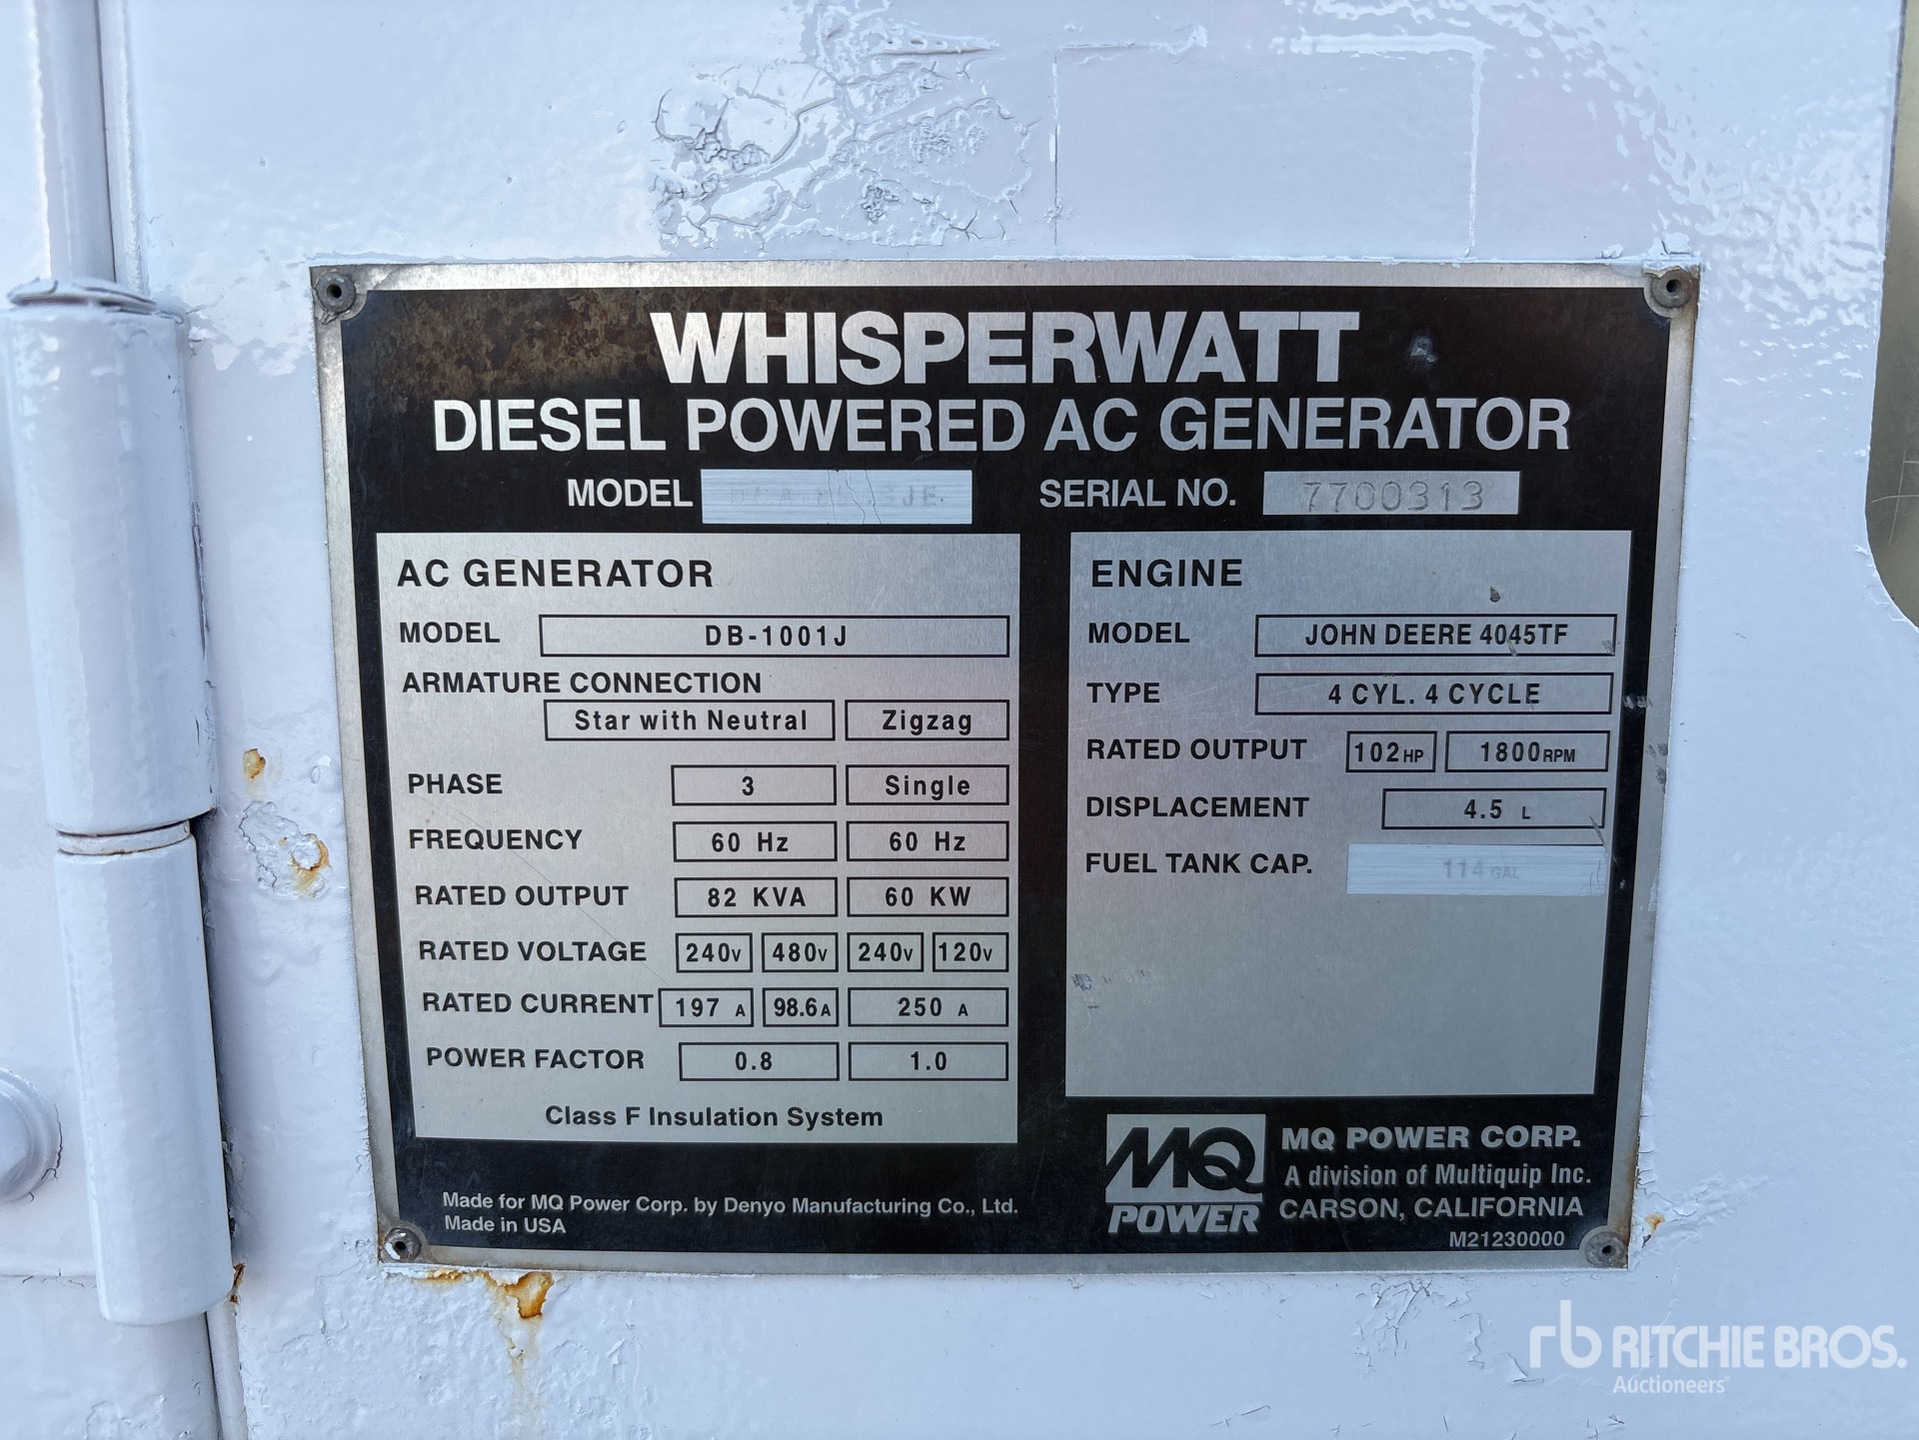 WHISPERWATT
DIESEL POWERED AC GENERATOR
MODEL SERIAL NO. 7700313
AC GENERATOR
MODEL DB-1001J
ARMATURE CONNECTION
Star with Neutral Zigzag
PHASE 3 Single
FREQUENCY 60 Hz 60 Hz
RATED OUTPUT 82 KVA 60 KW
RATED VOLTAGE 240V 480V 240V 120V
RATED CURRENT 197 A 98.6A 250 A
POWER FACTOR 0.8 1.0
Class F Insulation System
ENGINE
MODEL JOHN DEERE 4045TF
TYPE 4 CYL. 4 CYCLE
RATED OUTPUT 102HP 1800RPM
DISPLACEMENT 4.5 L
FUEL TANK CAP. 114 GAL
Made for MQ Power Corp. by Denyo Manufacturing Co., Ltd.
Made in USA
MQ
POWER
MQ POWER CORP.
A division of Multiquip Inc.
CARSON, CALIFORNIA
M21230000
rb RITCHIE BROS.
Auctioneers